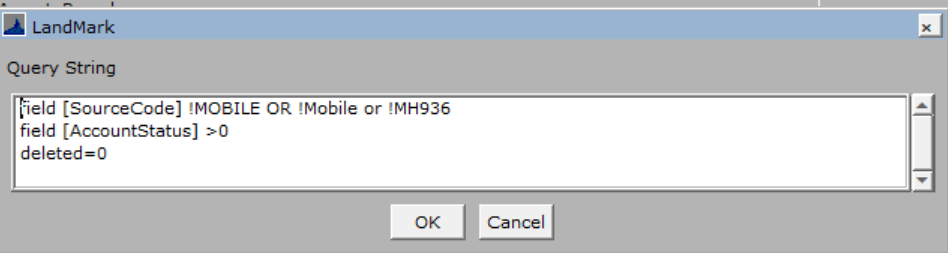 LandMark
Query String
field [SourceCode] !MOBILE OR !Mobile or !MH936
field [AccountStatus] >0
deleted=0
OK
Cancel